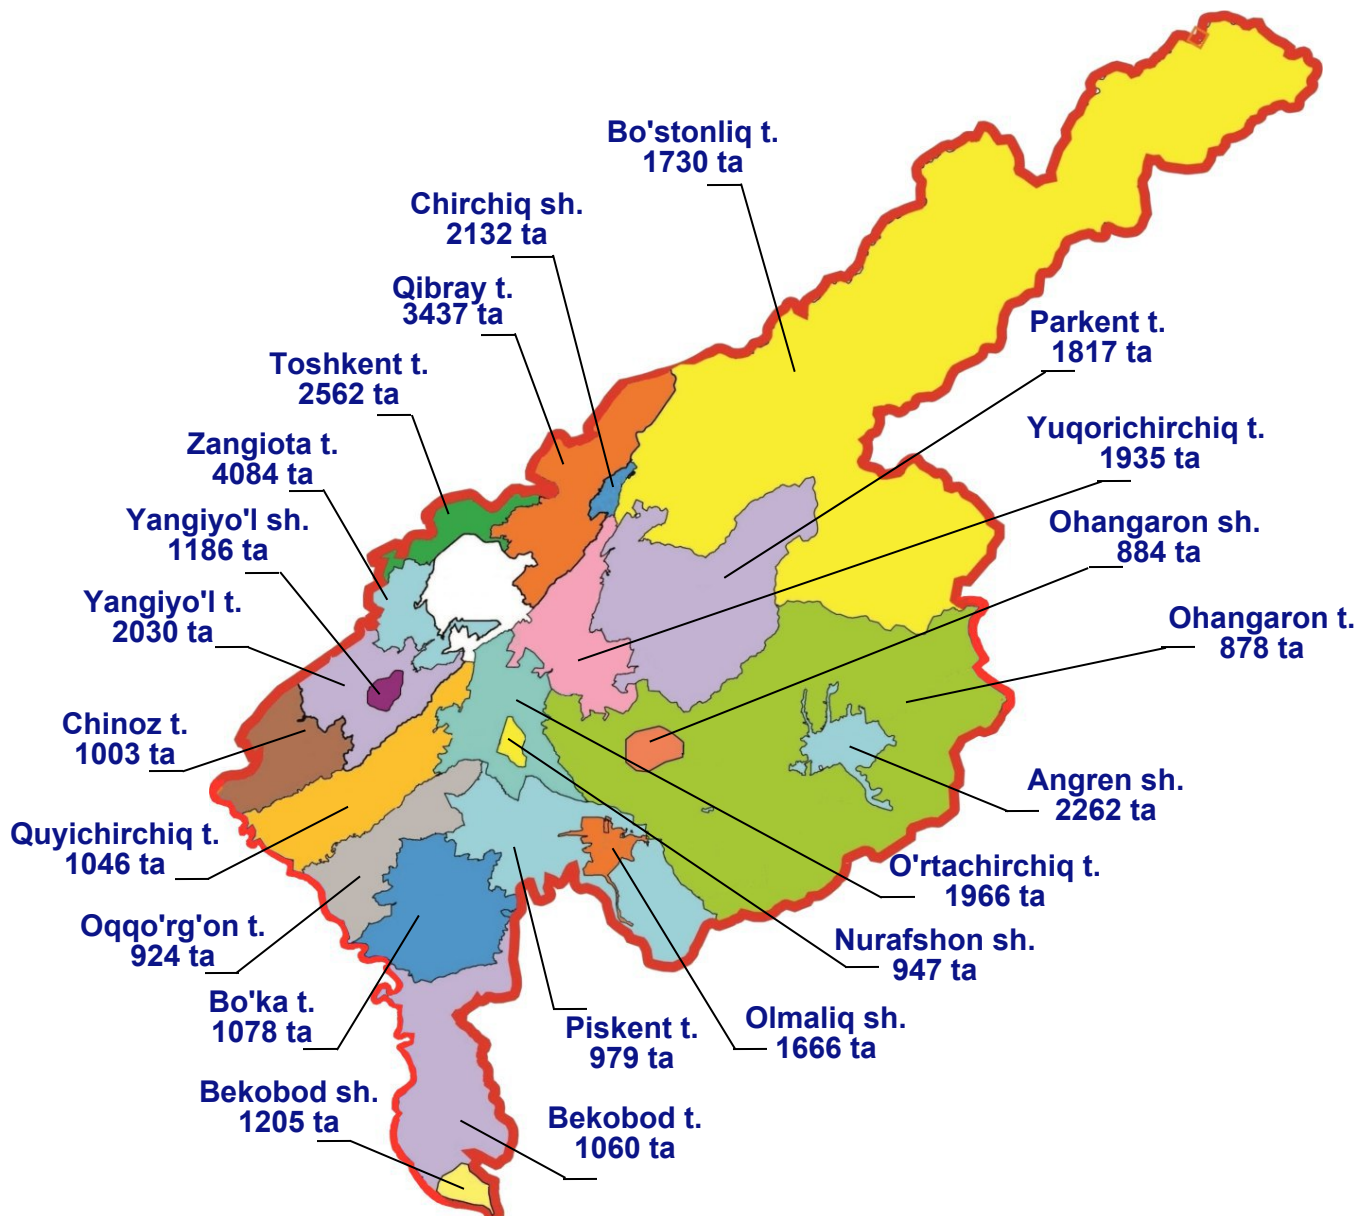 Bo'stonliq t.
1730 ta
Chirchiq sh.
2132 ta
Qibray t.
3437 ta
Parkent t.
1817 ta
Toshkent t.
2562 ta
Yuqorichirchiq t.
1935 ta
Zangiota t.
4084 ta
Yangiyo'l sh.
1186 ta
Ohangaron sh.
884 ta
Yangiyo'l t.
2030 ta
Ohangaron t.
878 ta
Chinoz t.
1003 ta
Angren sh.
2262 ta
Quyichirchiq t.
1046 ta
O'rtachirchiq t.
1966 ta
Oqqo'rg'on t.
924 ta
Nurafshon sh.
947 ta
Bo'ka t.
1078 ta
Piskent t.
979 ta
Olmaliq sh.
1666 ta
Bekobod sh.
1205 ta
Bekobod t.
1060 ta